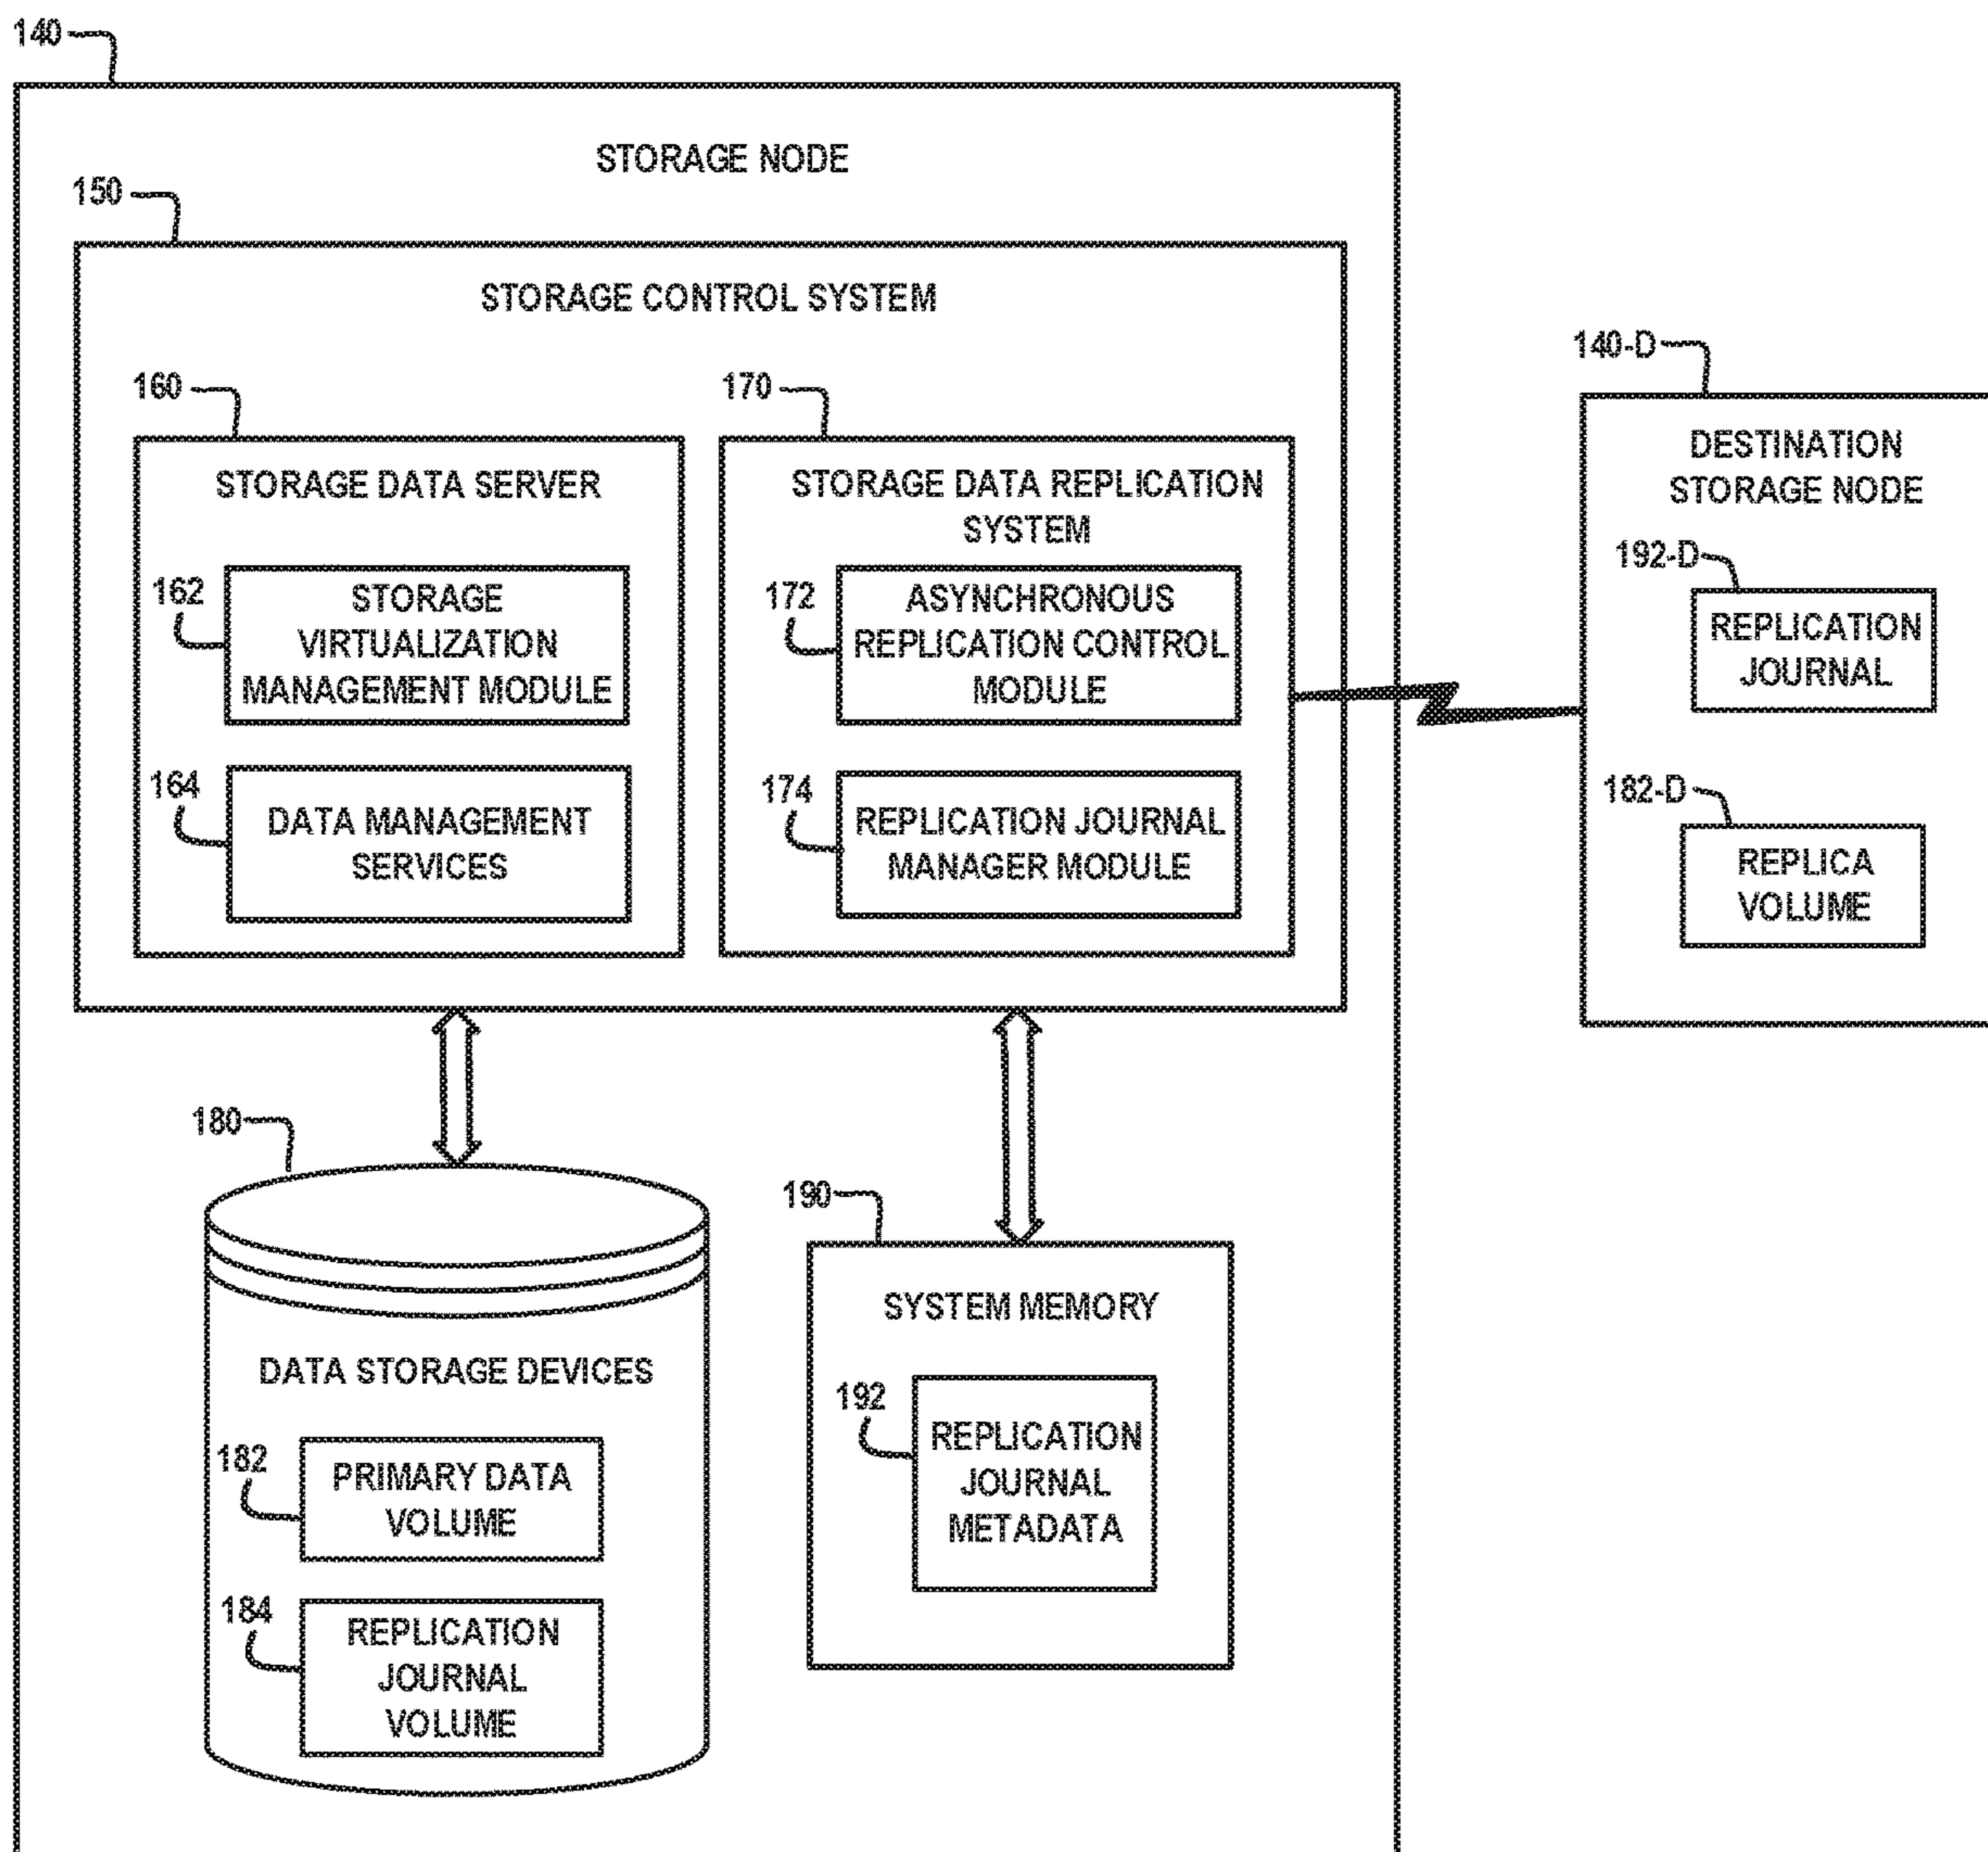 140
STORAGE NODE
150
STORAGE CONTROL SYSTEM
160
STORAGE DATA SERVER
162
STORAGE
VIRTUALIZATION
MANAGEMENT MODULE
164
DATA MANAGEMENT
SERVICES
170
STORAGE DATA REPLICATION
SYSTEM
172
ASYNCHRONOUS
REPLICATION CONTROL
MODULE
174
REPLICATION JOURNAL
MANAGER MODULE
140-D
DESTINATION
STORAGE NODE
192-D
REPLICATION
JOURNAL
182-D
REPLICA
VOLUME
180
DATA STORAGE DEVICES
182
PRIMARY DATA
VOLUME
184
REPLICATION
JOURNAL
VOLUME
190
SYSTEM MEMORY
192
REPLICATION
JOURNAL
METADATA